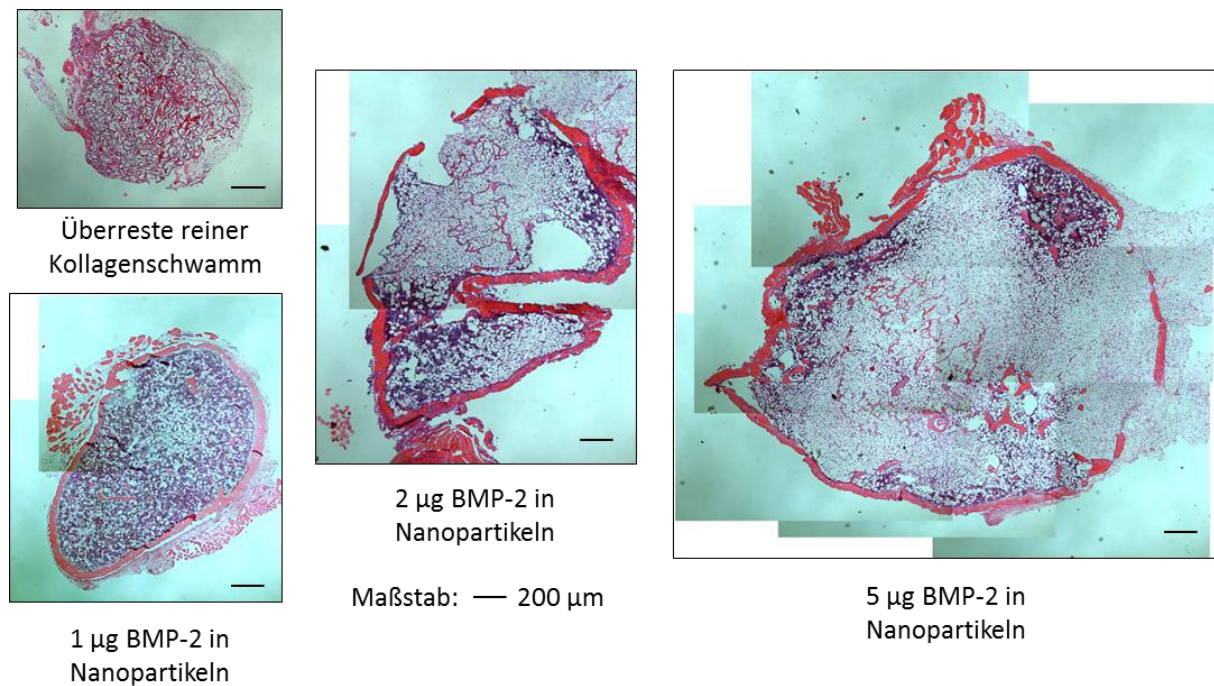 Überreste reiner
Kollagenschwamm
1 µg BMP-2 in
Nanopartikeln
2 µg BMP-2 in
Nanopartikeln
Maßstab: — 200 µm
5 µg BMP-2 in
Nanopartikeln